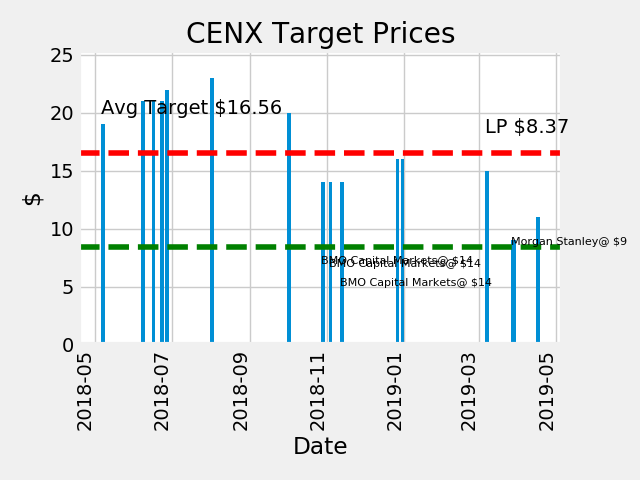 CENX Target Prices
25
Avg Target $16.56
20
LP $8.37
15
10
Morgan Stanley@ $9
BMO Capital Markets@ $14
BMO Capital Markets@ $14
BMO Capital Markets@ $14
5
0
$
2018-05
2018-07
2018-09
2018-11
2019-01
2019-03
2019-05
Date